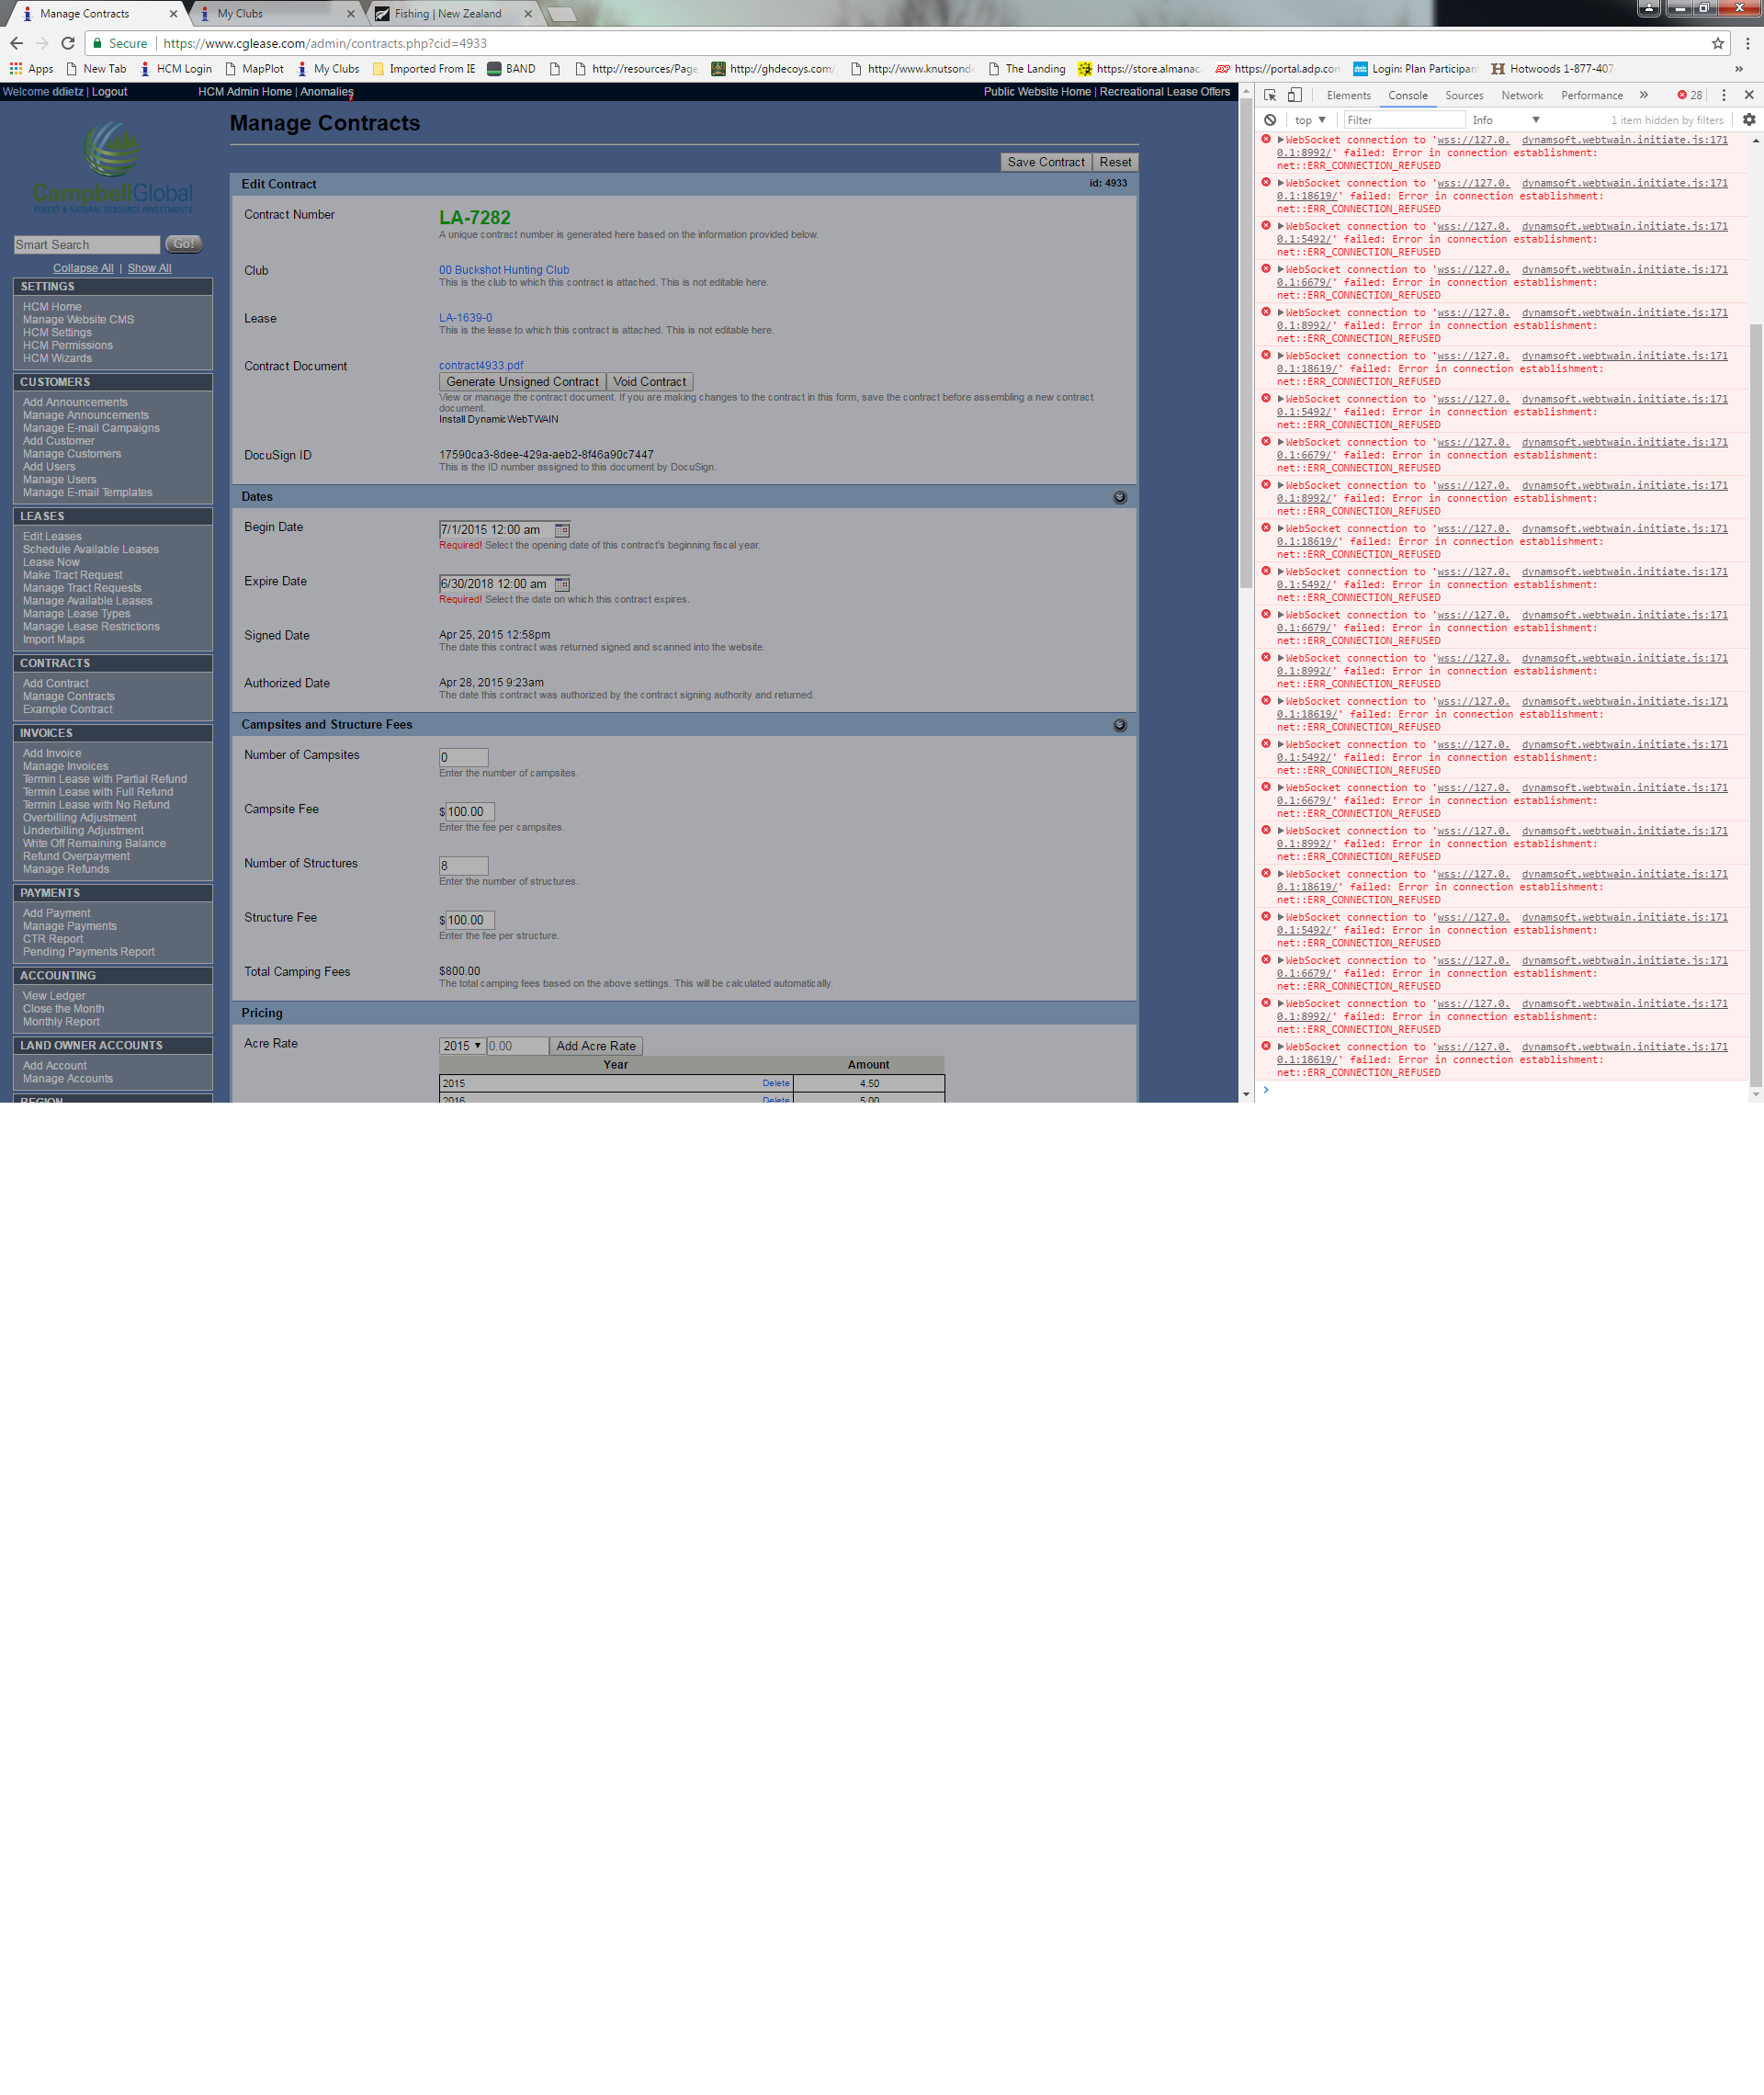 Manage Contracts
My Clubs
Fishing | New Zealand
Secure
https://www.cglease.com/admin/contracts.php?cid=4933
Apps
New Tab
HCM Login
MapPlot
My Clubs
Imported From IE
BAND
http://resources/Page
http://ghdecoys.com/
http://www.knutsond
The Landing
https://store.almanac.
https://portal.adp.com
Login: Plan Participan
Hotwoods 1-877-407-
Welcome ddietz | Logout
HCM Admin Home | Anomalies
Public Website Home | Recreational Lease Offers
CampbellGlobal
FOREST & NATURAL RESOURCE INVESTMENTS
Smart Search
Go!
Collapse All | Show All
SETTINGS
HCM Home
Manage Website CMS
HCM Settings
HCM Permissions
HCM Wizards
CUSTOMERS
Add Announcements
Manage Announcements
Manage E-mail Campaigns
Add Customer
Manage Customers
Add Users
Manage Users
Manage E-mail Templates
LEASES
Edit Leases
Schedule Available Leases
Lease Now
Make Tract Request
Manage Tract Requests
Manage Available Leases
Manage Lease Types
Manage Lease Restrictions
Import Maps
CONTRACTS
Add Contract
Manage Contracts
Example Contract
INVOICES
Add Invoice
Manage Invoices
Termin Lease with Partial Refund
Termin Lease with Full Refund
Termin Lease with No Refund
Overbilling Adjustment
Underbilling Adjustment
Write Off Remaining Balance
Refund Overpayment
Manage Refunds
PAYMENTS
Add Payment
Manage Payments
CTR Report
Pending Payments Report
ACCOUNTING
View Ledger
Close the Month
Monthly Report
LAND OWNER ACCOUNTS
Add Account
Manage Accounts
REGION
Manage Contracts
Save Contract
Reset
Edit Contract
id: 4933
Contract Number
LA-7282
A unique contract number is generated here based on the information provided below.
Club
00 Buckshot Hunting Club
This is the club to which this contract is attached. This is not editable here.
Lease
LA-1639-0
This is the lease to which this contract is attached. This is not editable here.
Contract Document
contract4933.pdf
Generate Unsigned Contract
Void Contract
View or manage the contract document. If you are making changes to the contract in this form, save the contract before assembling a new contract
document.
Install DynamicWebTWAIN
DocuSign ID
17590ca3-8dee-429a-aeb2-8f46a90c7447
This is the ID number assigned to this document by DocuSign.
Dates
Begin Date
7/1/2015 12:00 am
Required! Select the opening date of this contract's beginning fiscal year.
Expire Date
6/30/2018 12:00 am
Required! Select the date on which this contract expires.
Signed Date
Apr 25, 2015 12:58pm
The date this contract was returned signed and scanned into the website.
Authorized Date
Apr 28, 2015 9:23am
The date this contract was authorized by the contract signing authority and returned.
Campsites and Structure Fees
Number of Campsites
0
Enter the number of campsites.
Campsite Fee
$100.00
Enter the fee per campsites.
Number of Structures
8
Enter the number of structures.
Structure Fee
$100.00
Enter the fee per structure.
Total Camping Fees
$800.00
The total camping fees based on the above settings. This will be calculated automatically.
Pricing
Acre Rate
2015
0.00
Add Acre Rate
Year
Amount
2015
Delete
4.50
2016
Delete
5.00
Elements
Console
Sources
Network
Performance
28
top
Filter
Info
1 item hidden by filters
WebSocket connection to 'wss://127.0. dynamsoft.webtwain.initiate.js:171
0.1:8992/' failed: Error in connection establishment:
net::ERR_CONNECTION_REFUSED
WebSocket connection to 'wss://127.0. dynamsoft.webtwain.initiate.js:171
0.1:18619/' failed: Error in connection establishment:
net::ERR_CONNECTION_REFUSED
WebSocket connection to 'wss://127.0. dynamsoft.webtwain.initiate.js:171
0.1:5492/' failed: Error in connection establishment:
net::ERR_CONNECTION_REFUSED
WebSocket connection to 'wss://127.0. dynamsoft.webtwain.initiate.js:171
0.1:6679/' failed: Error in connection establishment:
net::ERR_CONNECTION_REFUSED
WebSocket connection to 'wss://127.0. dynamsoft.webtwain.initiate.js:171
0.1:8992/' failed: Error in connection establishment:
net::ERR_CONNECTION_REFUSED
WebSocket connection to 'wss://127.0. dynamsoft.webtwain.initiate.js:171
0.1:18619/' failed: Error in connection establishment:
net::ERR_CONNECTION_REFUSED
WebSocket connection to 'wss://127.0. dynamsoft.webtwain.initiate.js:171
0.1:5492/' failed: Error in connection establishment:
net::ERR_CONNECTION_REFUSED
WebSocket connection to 'wss://127.0. dynamsoft.webtwain.initiate.js:171
0.1:6679/' failed: Error in connection establishment:
net::ERR_CONNECTION_REFUSED
WebSocket connection to 'wss://127.0. dynamsoft.webtwain.initiate.js:171
0.1:8992/' failed: Error in connection establishment:
net::ERR_CONNECTION_REFUSED
WebSocket connection to 'wss://127.0. dynamsoft.webtwain.initiate.js:171
0.1:18619/' failed: Error in connection establishment:
net::ERR_CONNECTION_REFUSED
WebSocket connection to 'wss://127.0. dynamsoft.webtwain.initiate.js:171
0.1:5492/' failed: Error in connection establishment:
net::ERR_CONNECTION_REFUSED
WebSocket connection to 'wss://127.0. dynamsoft.webtwain.initiate.js:171
0.1:6679/' failed: Error in connection establishment:
net::ERR_CONNECTION_REFUSED
WebSocket connection to 'wss://127.0. dynamsoft.webtwain.initiate.js:171
0.1:8992/' failed: Error in connection establishment:
net::ERR_CONNECTION_REFUSED
WebSocket connection to 'wss://127.0. dynamsoft.webtwain.initiate.js:171
0.1:18619/' failed: Error in connection establishment:
net::ERR_CONNECTION_REFUSED
WebSocket connection to 'wss://127.0. dynamsoft.webtwain.initiate.js:171
0.1:5492/' failed: Error in connection establishment:
net::ERR_CONNECTION_REFUSED
WebSocket connection to 'wss://127.0. dynamsoft.webtwain.initiate.js:171
0.1:6679/' failed: Error in connection establishment:
net::ERR_CONNECTION_REFUSED
WebSocket connection to 'wss://127.0. dynamsoft.webtwain.initiate.js:171
0.1:8992/' failed: Error in connection establishment:
net::ERR_CONNECTION_REFUSED
WebSocket connection to 'wss://127.0. dynamsoft.webtwain.initiate.js:171
0.1:18619/' failed: Error in connection establishment:
net::ERR_CONNECTION_REFUSED
WebSocket connection to 'wss://127.0. dynamsoft.webtwain.initiate.js:171
0.1:5492/' failed: Error in connection establishment:
net::ERR_CONNECTION_REFUSED
WebSocket connection to 'wss://127.0. dynamsoft.webtwain.initiate.js:171
0.1:6679/' failed: Error in connection establishment:
net::ERR_CONNECTION_REFUSED
WebSocket connection to 'wss://127.0. dynamsoft.webtwain.initiate.js:171
0.1:8992/' failed: Error in connection establishment:
net::ERR_CONNECTION_REFUSED
WebSocket connection to 'wss://127.0. dynamsoft.webtwain.initiate.js:171
0.1:18619/' failed: Error in connection establishment:
net::ERR_CONNECTION_REFUSED